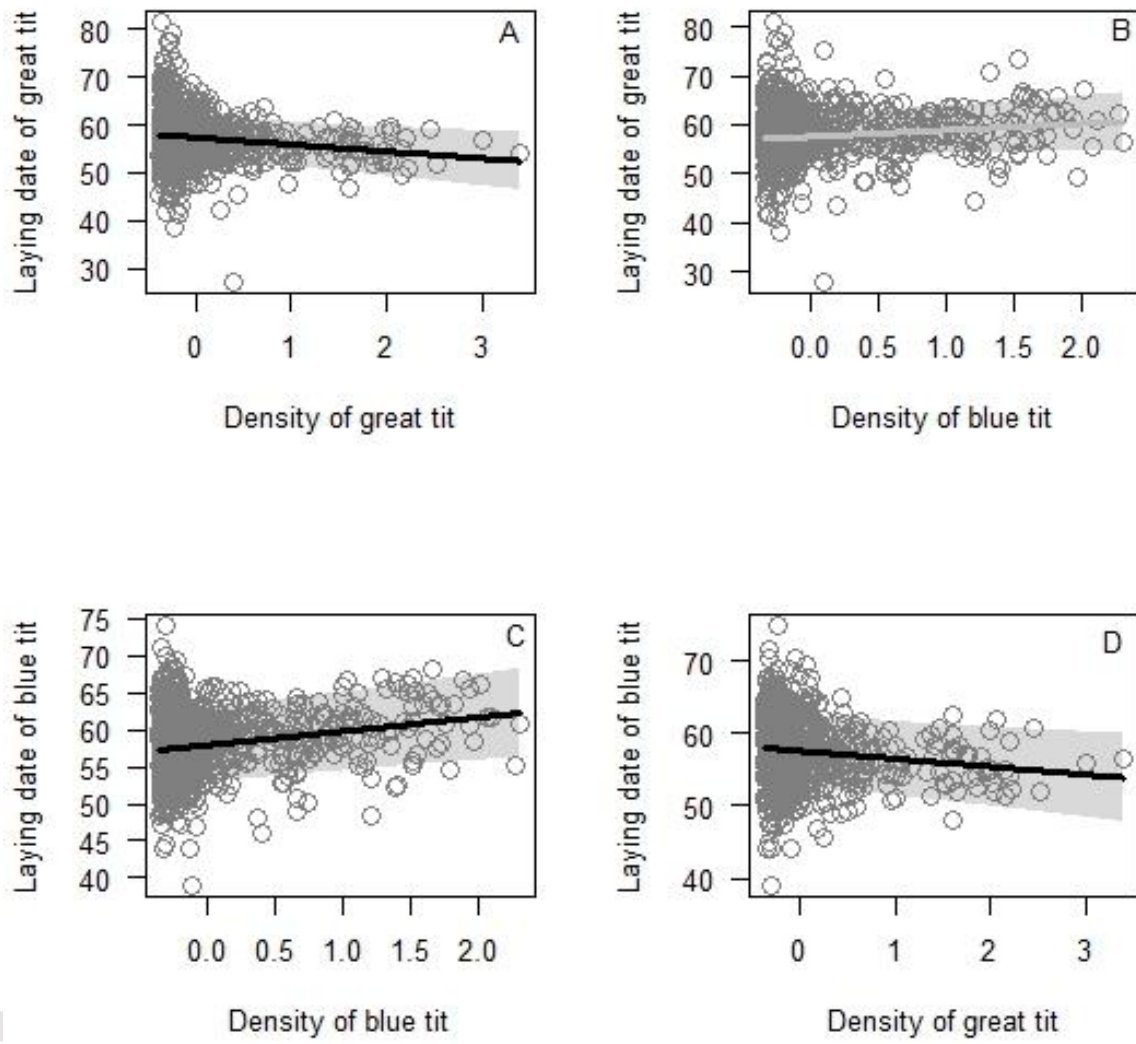 A
Laying date of great tit
80
70
60
50
40
30
0 1 2 3
Density of great tit
B
Laying date of great tit
80
70
60
50
40
30
0.0 0.5 1.0 1.5 2.0
Density of blue tit
C
Laying date of blue tit
75
70
65
60
55
50
45
40
0.0 0.5 1.0 1.5 2.0
Density of blue tit
D
Laying date of blue tit
70
60
50
40
0 1 2 3
Density of great tit